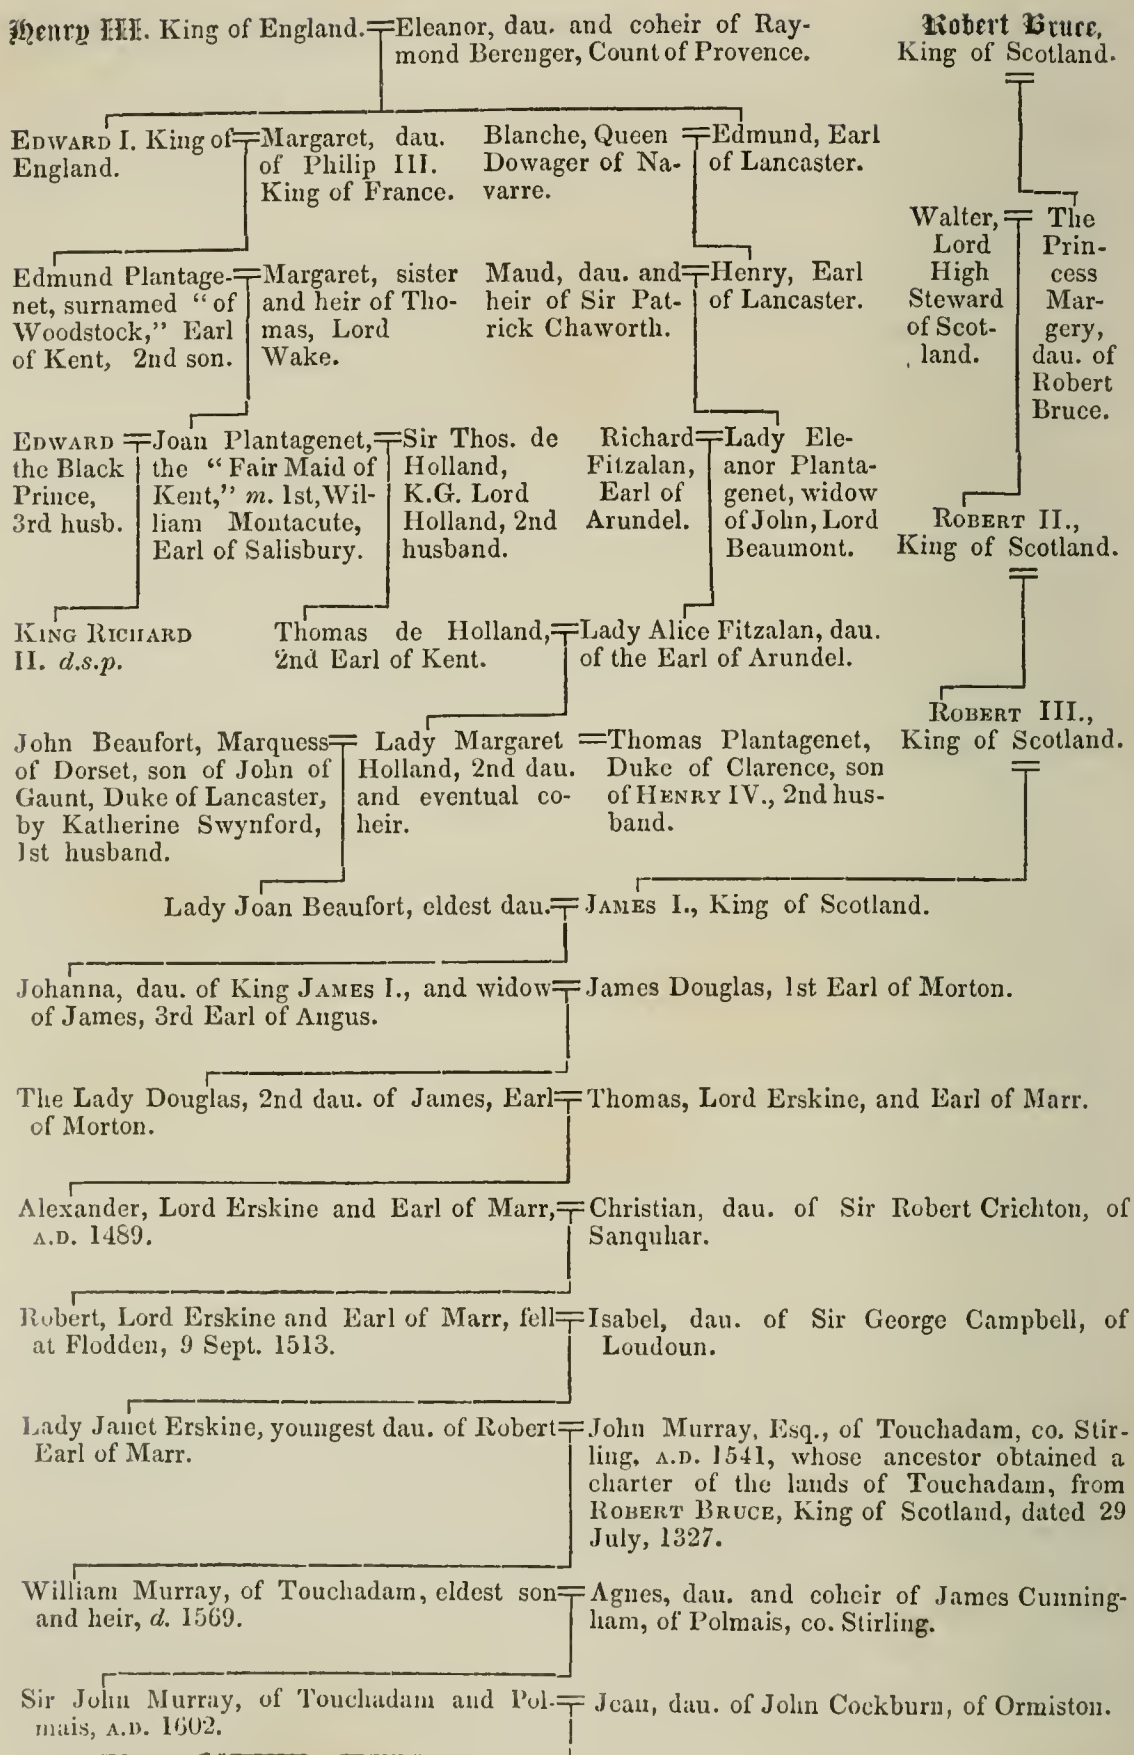 Henry III. King of England. = Eleanor, dau. and coheir of Ray-
mond Berenger, Count of Provence.
Robert Bruce,
King of Scotland.
EDWARD I. King of
England.
Margaret, dau.
of Philip III.
King of France.
Blanche, Queen
Dowager of Na-
varre.
Edmund, Earl
of Lancaster.
Walter,
Lord
High
Steward
of Scot-
land.
The
Prin-
cess
Mar-
gery,
dau. of
Robert
Bruce.
Edmund Plantage-
net, surnamed "of
Woodstock," Earl
of Kent, 2nd son.
Margaret, sister
and heir of Tho-
mas, Lord
Wake.
Maud, dau. and
heir of Sir Pat-
rick Chaworth.
Henry, Earl
of Lancaster.
EDWARD
the Black
Prince,
3rd husb.
Joan Plantagenet,
the "Fair Maid of
Kent," m. 1st, Wil-
liam Montacute,
Earl of Salisbury.
Sir Thos. de
Holland,
K.G. Lord
Holland, 2nd
husband.
Richard
Fitzalan,
Earl of
Arundel.
Lady Ele-
anor Planta-
genet, widow
of John, Lord
Beaumont.
ROBERT II.,
King of Scotland.
KING RICHARD
II. d.s.p.
Thomas de Holland,
2nd Earl of Kent.
Lady Alice Fitzalan, dau.
of the Earl of Arundel.
ROBERT III.,
King of Scotland.
John Beaufort, Marquess
of Dorset, son of John of
Gaunt, Duke of Lancaster,
by Katherine Swynford,
1st husband.
Lady Margaret
Holland, 2nd dau.
and eventual co-
heir.
Thomas Plantagenet,
Duke of Clarence, son
of HENRY IV., 2nd hus-
band.
Lady Joan Beaufort, eldest dau. = JAMES I., King of Scotland.
Johanna, dau. of King JAMES I., and widow
of James, 3rd Earl of Angus.
James Douglas, 1st Earl of Morton.
The Lady Douglas, 2nd dau. of James, Earl
of Morton.
Thomas, Lord Erskine, and Earl of Marr.
Alexander, Lord Erskine and Earl of Marr,
A.D. 1489.
Christian, dau. of Sir Robert Crichton, of
Sanquhar.
Robert, Lord Erskine and Earl of Marr, fell
at Flodden, 9 Sept. 1513.
Isabel, dau. of Sir George Campbell, of
Loudoun.
Lady Janet Erskine, youngest dau. of Robert
Earl of Marr.
John Murray, Esq., of Touchadam, co. Stir-
ling, A.D. 1541, whose ancestor obtained a
charter of the lands of Touchadam, from
ROBERT BRUCE, King of Scotland, dated 29
July, 1327.
William Murray, of Touchadam, eldest son
and heir, d. 1569.
Agnes, dau. and coheir of James Cunning-
ham, of Polmais, co. Stirling.
Sir John Murray, of Touchadam and Pol-
mais, A.D. 1602.
Jean, dau. of John Cockburn, of Ormiston.